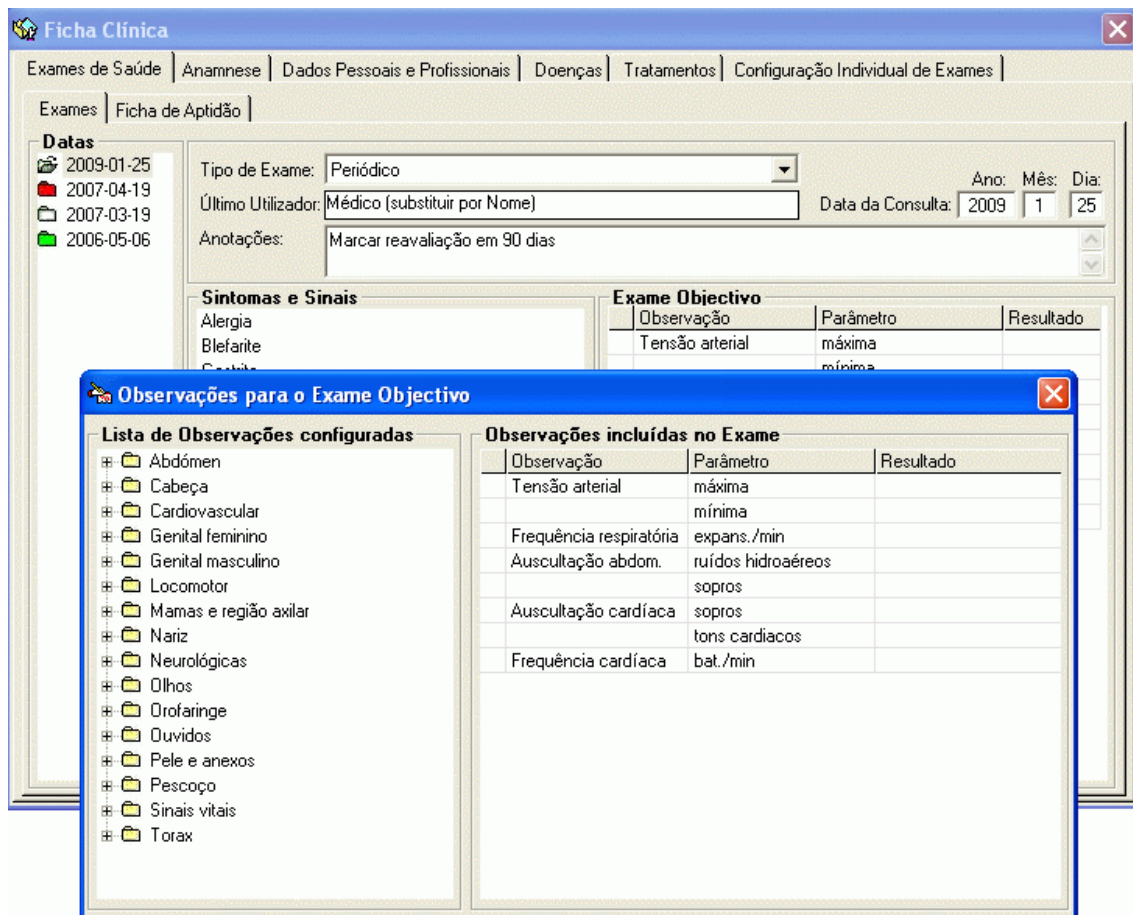 Ficha Clínica
Exames de Saúde Anamnese Dados Pessoais e Profissionais Doenças Tratamentos Configuração Individual de Exames
Exames Ficha de Aptidão
Datas
2009-01-25
2007-04-19
2007-03-19
2006-05-06
Tipo de Exame: Periódico
Ano: Mês: Dia:
Último Utilizador: Médico (substituir por Nome) Data da Consulta: 2009 1 25
Anotações: Marcar reavaliação em 90 dias
Sintomas e Sinais
Alergia
Blefarite
Exame Objectivo
Observação Parâmetro Resultado
Tensão arterial máxima
mínima
Observações para o Exame Objectivo
Lista de Observações configuradas
Abdómen
Cabeça
Cardiovascular
Genital feminino
Genital masculino
Locomotor
Mamas e região axilar
Nariz
Neurológicas
Olhos
Orofaringe
Ouvidos
Pele e anexos
Pescoço
Sinais vitais
Torax
Observações incluídas no Exame
Observação Parâmetro Resultado
Tensão arterial máxima
mínima
Frequência respiratória expans./min
Auscultação abdom. ruídos hidroaéreos
sopros
Auscultação cardíaca sopros
tons cardiacos
Frequência cardíaca bat./min